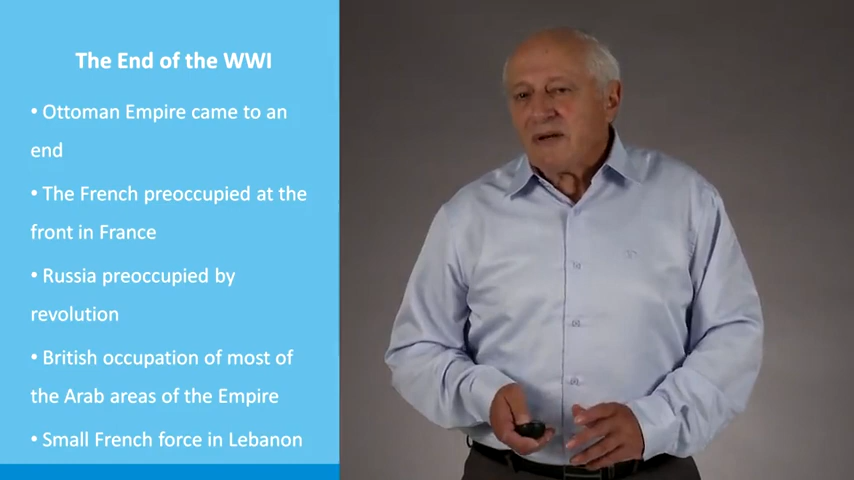 The End of the WWI
• Ottoman Empire came to an
end
• The French preoccupied at the
front in France
• Russia preoccupied by
revolution
• British occupation of most of
the Arab areas of the Empire
• Small French force in Lebanon